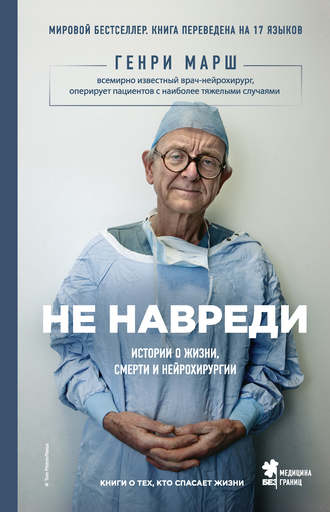 МИРОВОЙ БЕСТСЕЛЛЕР. КНИГА ПЕРЕВЕДЕНА НА 17 ЯЗЫКОВ
ГЕНРИ МАРШ
всемирно известный врач-нейрохирург,
оперирует пациентов с наиболее тяжелыми случаями
НЕ НАВРЕДИ
ИСТОРИИ О ЖИЗНИ,
СМЕРТИ И НЕЙРОХИРУРГИИ
КНИГИ О ТЕХ, КТО СПАСАЕТ ЖИЗНИ
МЕДИЦИНА
БЕЗ ГРАНИЦ